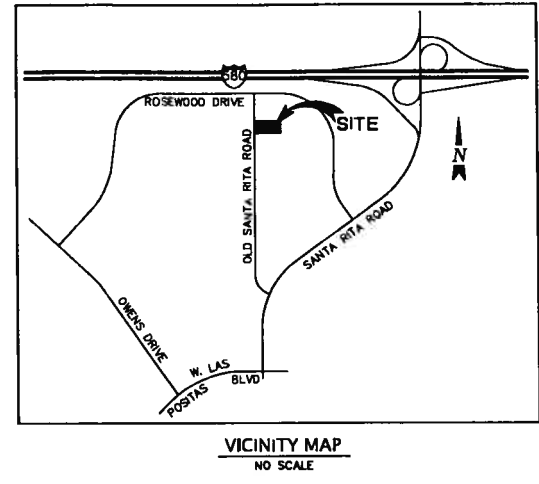 580
ROSEWOOD DRIVE
SITE
N
OLD SANTA RITA ROAD
SANTA RITA ROAD
OWENS DRIVE
W. LAS
POSITAS
BLVD
VICINITY MAP
NO SCALE